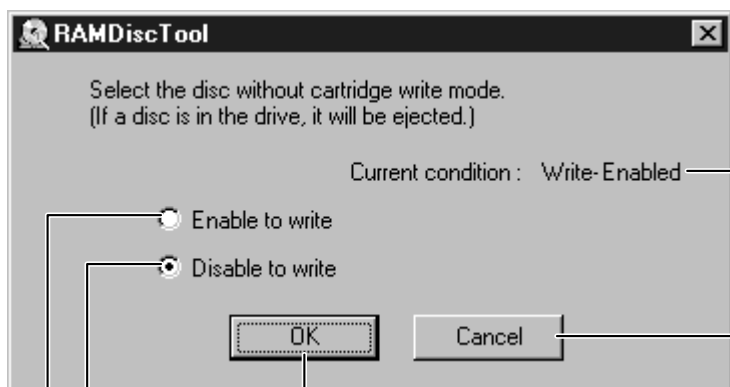 RAMDiscTool
Select the disc without cartridge write mode.
(If a disc is in the drive, it will be ejected.)
Current condition : Write-Enabled
Enable to write
Disable to write
OK Cancel